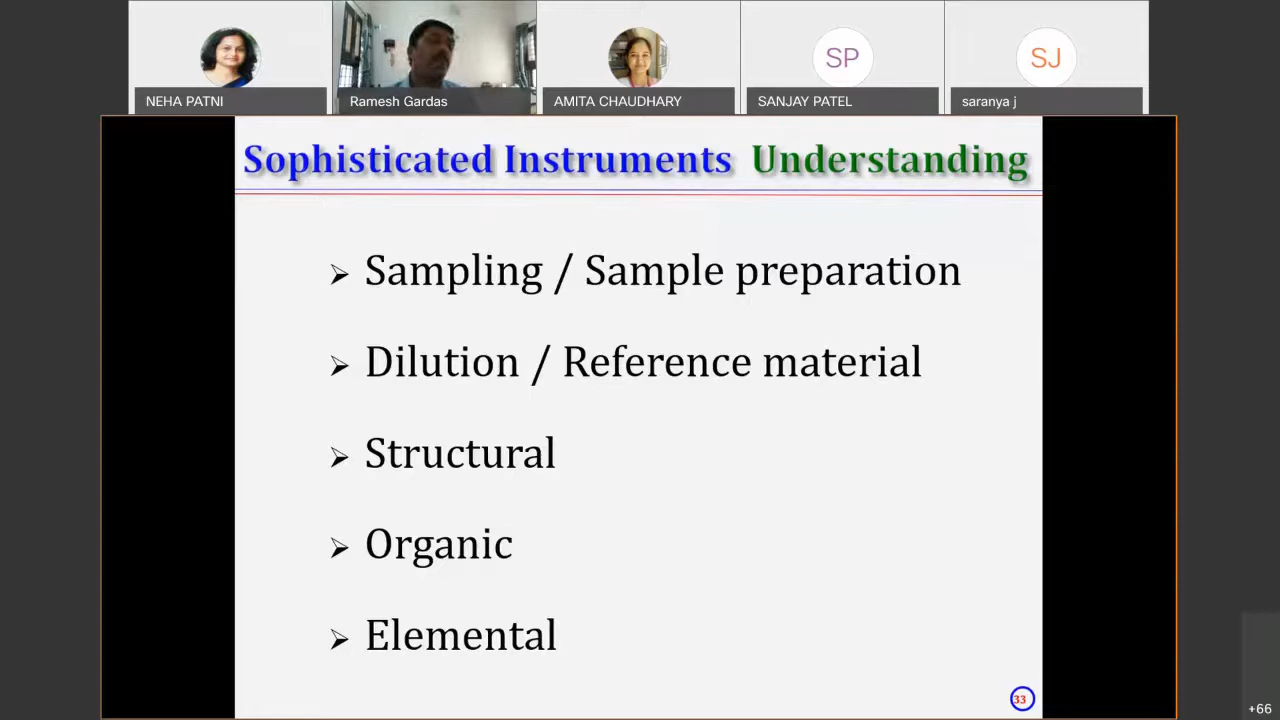 NEHA PATNI
Ramesh Gardas
AMITA CHAUDHARY
SP
SANJAY PATEL
SJ
saranya j
Sophisticated Instruments Understanding
➢ Sampling / Sample preparation
➢ Dilution / Reference material
➢ Structural
➢ Organic
➢ Elemental
33
+66